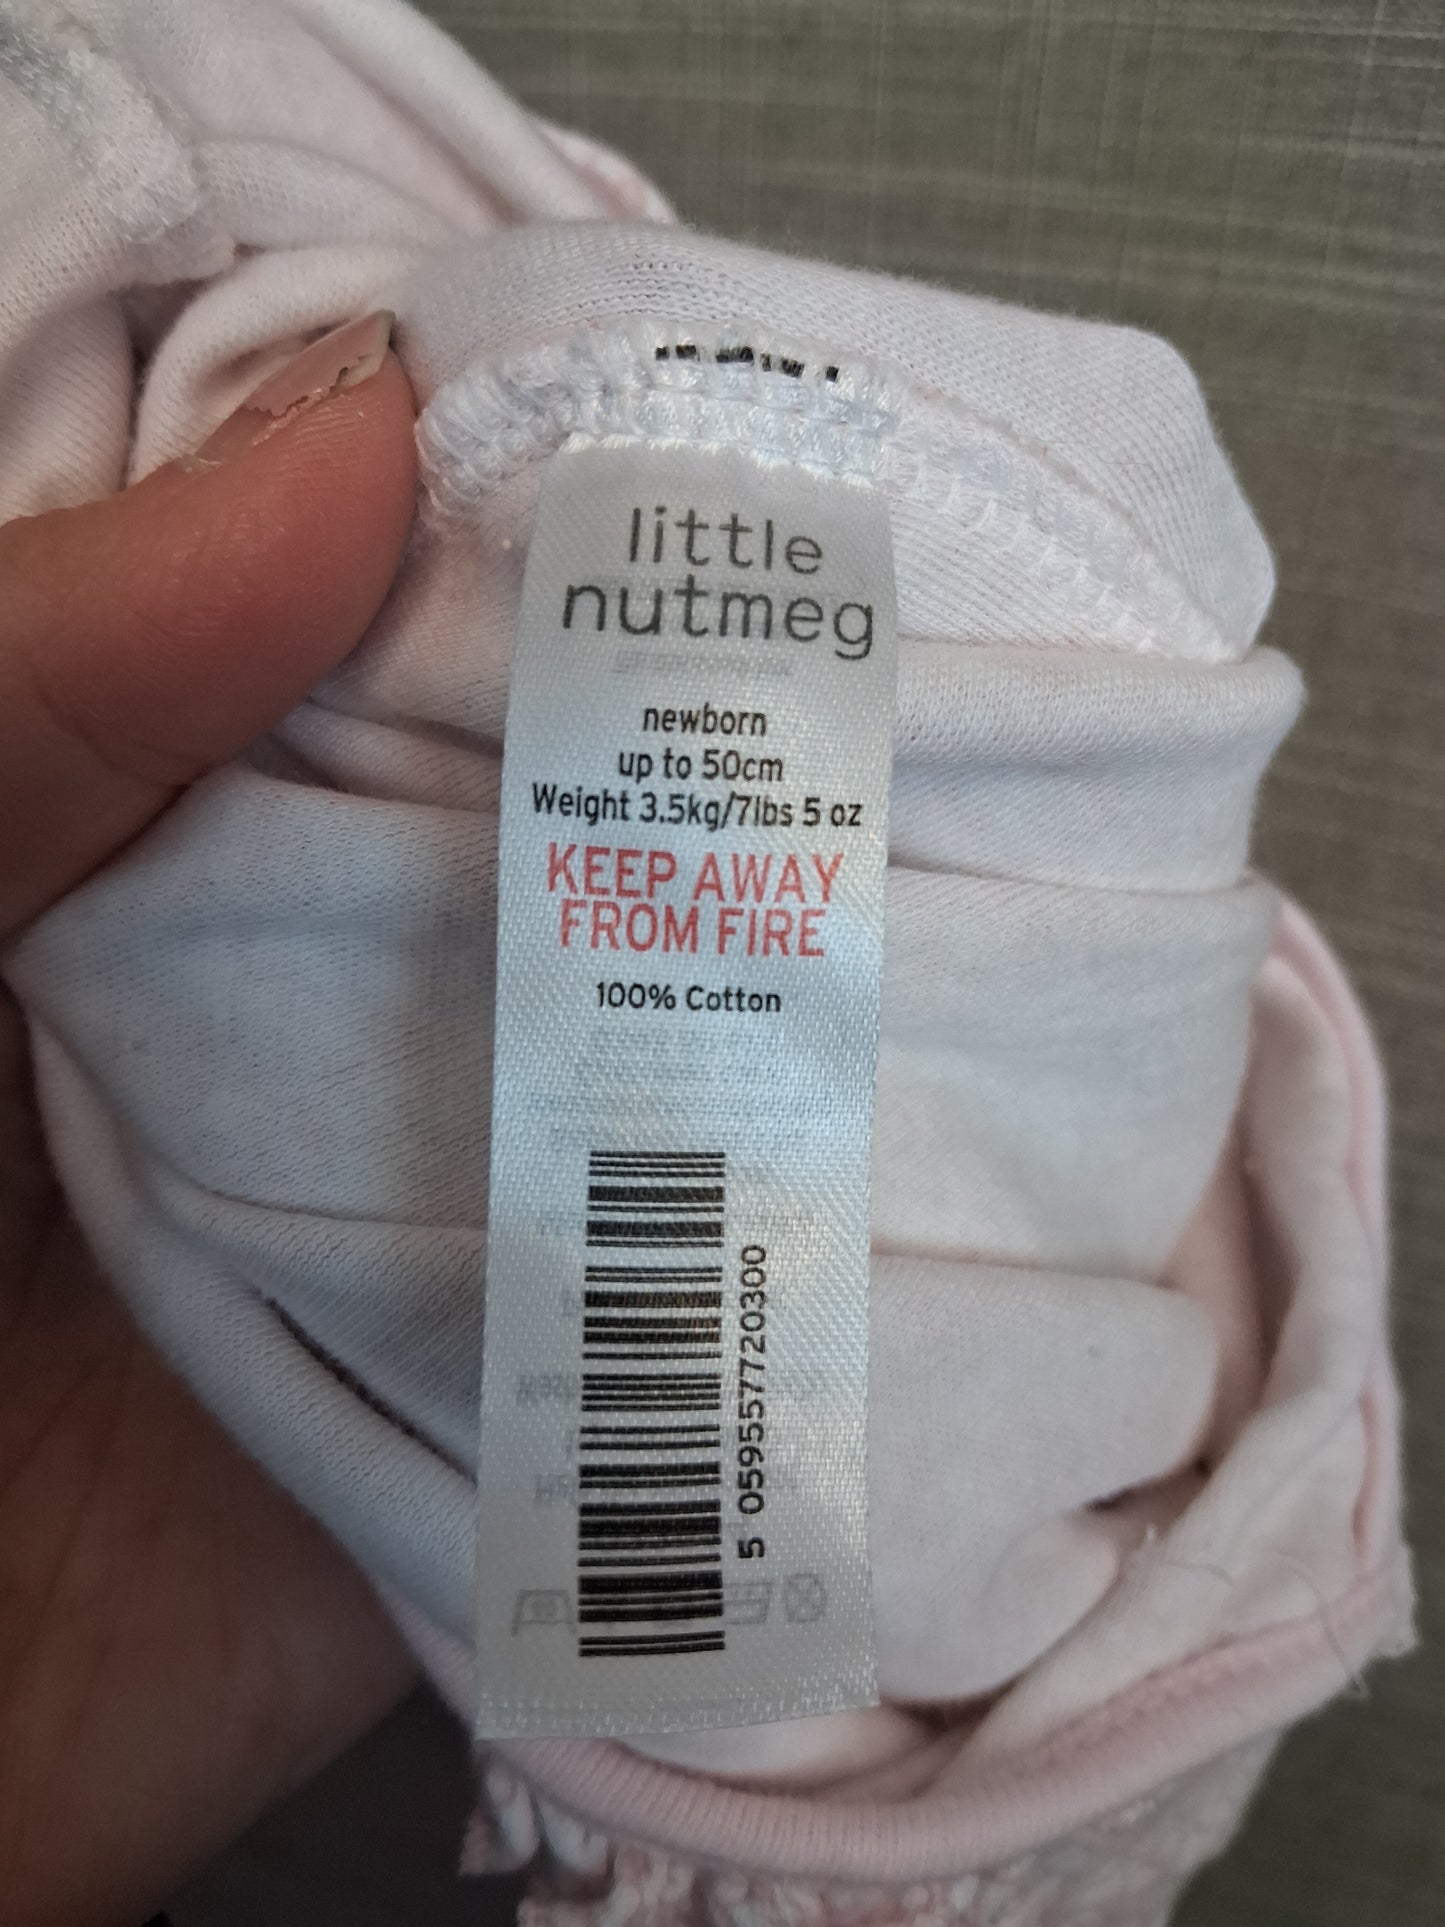 little
nutmeg
newborn
up to 50cm
Weight 3.5kg/7lbs 5 oz
KEEP AWAY
FROM FIRE
100% Cotton
5 059557720300